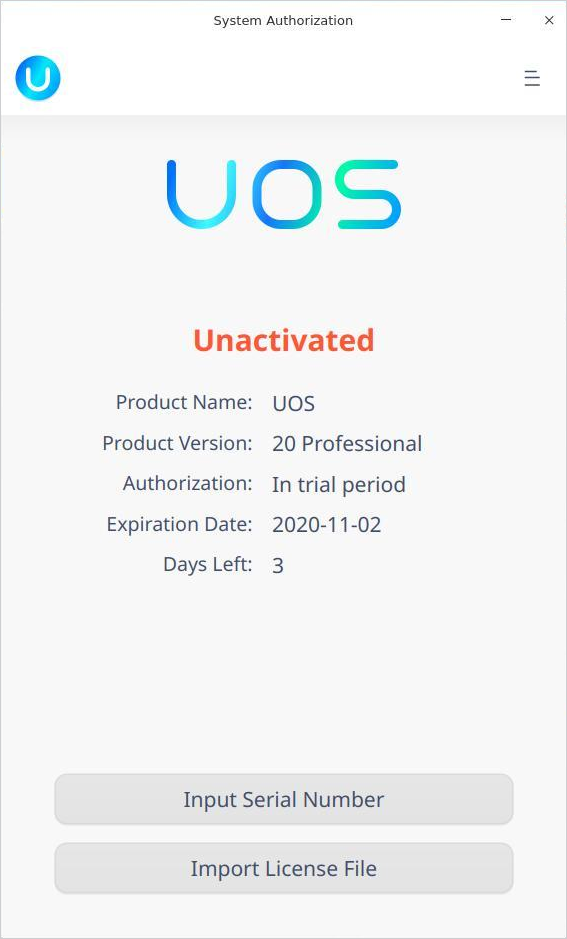 System Authorization
U
UOS
Unactivated
Product Name: UOS
Product Version: 20 Professional
Authorization: In trial period
Expiration Date: 2020-11-02
Days Left: 3
Input Serial Number
Import License File